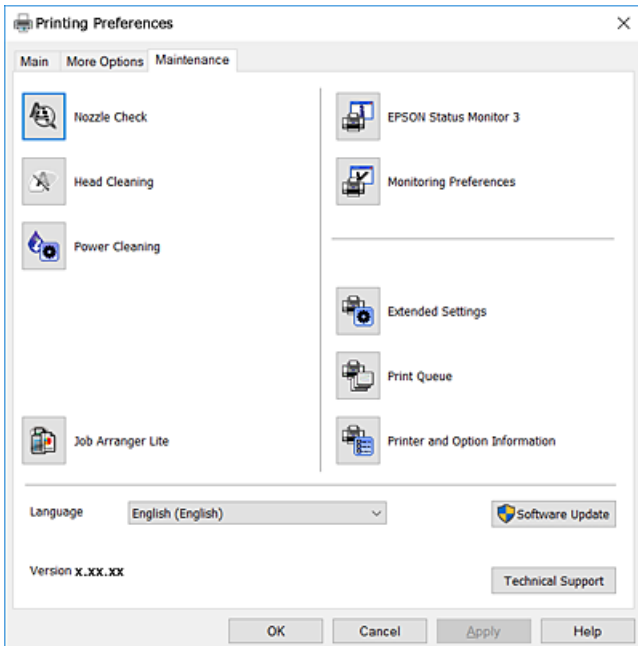 Printing Preferences
Main More Options Maintenance
Nozzle Check
Head Cleaning
Power Cleaning
Job Arranger Lite
EPSON Status Monitor 3
Monitoring Preferences
Extended Settings
Print Queue
Printer and Option Information
Language English (English) Software Update
Version x.xx.xx
Technical Support
OK Cancel Apply Help